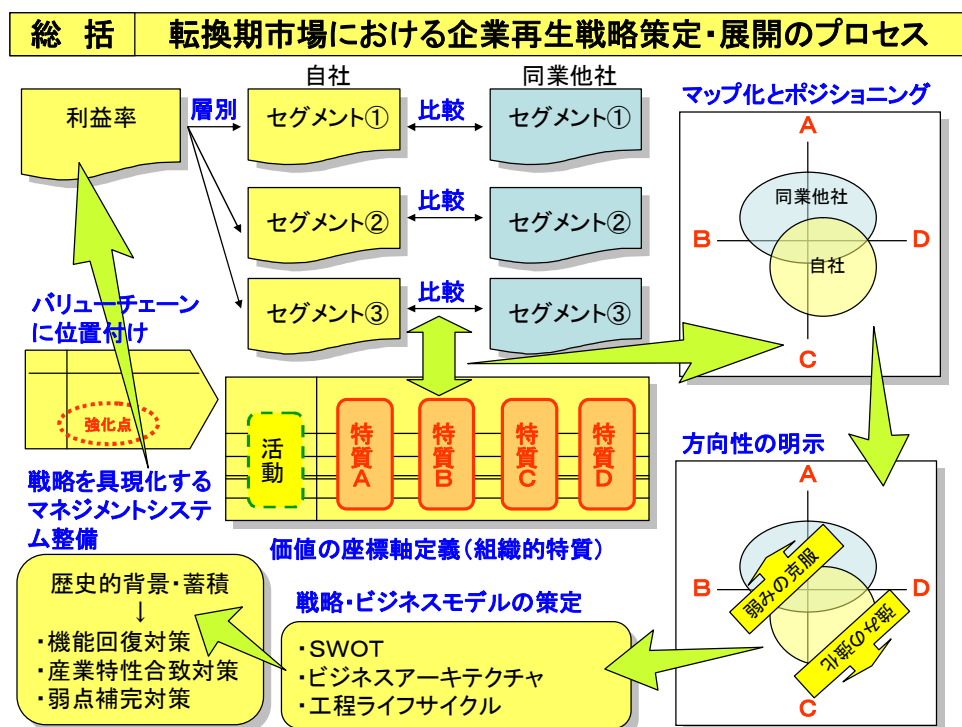 総 括
転換期市場における企業再生戦略策定・展開のプロセス
自社
同業他社
利益率
層別
セグメント①
比較
セグメント①
セグメント②
比較
セグメント②
セグメント③
比較
セグメント③
マップ化とポジショニング
A
同業他社
B
D
自社
C
バリューチェーン
に位置付け
強化点
活動
特質A
特質B
特質C
特質D
価値の座標軸定義(組織的特質)
方向性の明示
A
弱みの克服
B
D
強みの強化
C
戦略を具現化する
マネジメントシステ
ム整備
歴史的背景・蓄積
↓
・機能回復対策
・産業特性合致対策
・弱点補完対策
戦略・ビジネスモデルの策定
・SWOT
・ビジネスアーキテクチャ
・工程ライフサイクル